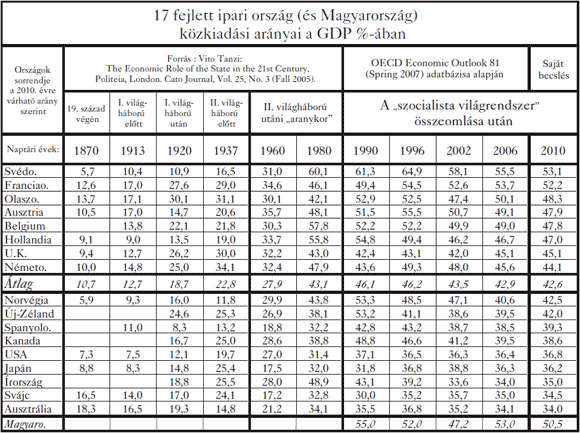 17 fejlett ipari ország (és Magyarország)
közkiadási arányai a GDP %-ában
Országok
sorrendje
a 2010. évre
várható arány
szerint
Forrás : Vito Tanzi:
The Economic Role of the State in the 21st Century,
Politeia, London. Cato Journal, Vol. 25, No. 3 (Fall 2005).
OECD Economic Outlook 81
(Spring 2007) adatbázisa alapján
Saját
becslés
19. század
végén
I. világ-
háború
előtt
I. világ-
háború
után
II. világ-
háború
előtt
II. világháború
utáni „aranykor”
A „szocialista világrendszer“
összeomlása után
Naptári évek: 1870 1913 1920 1937 1960 1980 1990 1996 2002 2006 2010
Svédo. 5,7 10,4 10,9 16,5 31,0 60,1 61,3 64,9 58,1 55,5 53,1
Franciao. 12,6 17,0 27,6 29,0 34,6 46,1 49,4 54,5 52,6 53,7 52,2
Olaszo. 13,7 17,1 30,1 31,1 30,1 42,1 52,9 52,5 47,4 50,1 48,3
Ausztria 10,5 17,0 14,7 20,6 35,7 48,1 51,5 55,5 50,7 49,1 47,9
Belgium 13,8 22,1 21,8 30,3 57,8 52,2 52,2 49,9 49,0 47,8
Hollandia 9,1 9,0 13,5 19,0 33,7 55,8 54,8 49,4 46,2 46,7 47,0
U.K. 9,4 12,7 26,2 30,0 32,2 43,0 42,4 43,1 42,0 45,1 45,1
Németo. 10,0 14,8 25,0 34,1 32,4 47,9 43,6 49,3 48,0 45,6 44,1
Átlag 10,7 12,7 18,7 22,8 27,9 43,1 46,1 46,2 43,5 42,9 42,6
Norvégia 5,9 9,3 16,0 11,8 29,9 43,8 53,3 48,5 47,1 40,6 42,5
Új-Zéland 24,6 25,3 26,9 38,1 53,2 41,1 38,6 39,5 42,0
Spanyolo. 11,0 8,3 13,2 18,8 32,2 42,8 43,2 38,7 38,5 39,3
Kanada 16,7 25,0 28,6 38,8 48,8 46,6 41,2 39,5 38,6
USA 7,3 7,5 12,1 19,7 27,0 31,4 37,1 36,5 36,3 36,4 36,8
Japán 8,8 8,3 14,8 25,4 17,5 32,0 31,8 36,8 38,8 36,3 36,2
Írország 18,8 25,5 28,0 48,9 43,1 39,2 33,6 34,0 35,0
Svájc 16,5 14,0 17,0 24,1 17,2 32,8 30,0 35,2 35,7 35,0 34,5
Ausztrália 18,3 16,5 19,3 14,8 21,2 34,1 35,5 36,8 35,2 34,1 34,0
Magyaro. 55,0 52,0 47,2 53,0 50,5